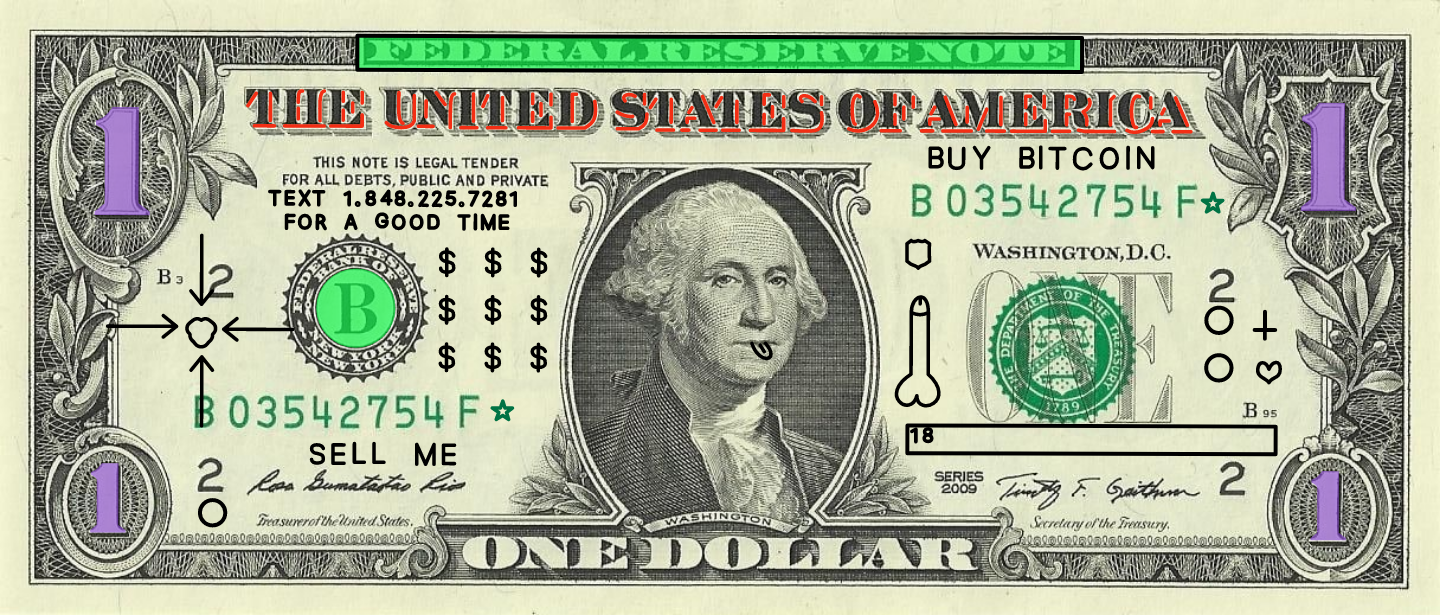 FEDERAL RESERVE NOTE
THE UNITED STATES OF AMERICA
1
1
THIS NOTE IS LEGAL TENDER
FOR ALL DEBTS, PUBLIC AND PRIVATE
TEXT 1.848.225.7281
FOR A GOOD TIME
BUY BITCOIN
B 03542754 F
WASHINGTON, D.C.
B 3
2
FEDERAL RESERVE BANK OF NEW YORK
B
$ $ $
$ $ $
$ $ $
ONE
THE DEPARTMENT OF THE TREASURY
1789
2
B 95
B 03542754 F
SELL ME
18
2
Rosa Gumataotao Rios
Treasurer of the United States.
SERIES
2009
Timothy F. Geithner
2
Secretary of the Treasury.
1
1
WASHINGTON
ONE DOLLAR